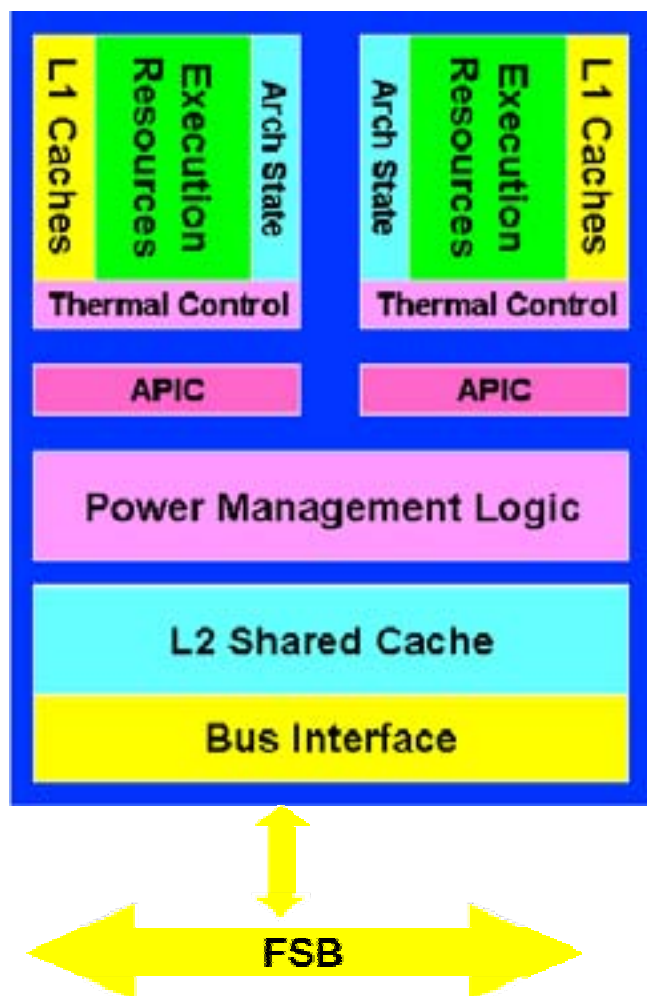 L1 Caches
Execution
Resources
Arch State
Arch State
Execution
Resources
L1 Caches
Thermal Control
Thermal Control
APIC
APIC
Power Management Logic
L2 Shared Cache
Bus Interface
FSB